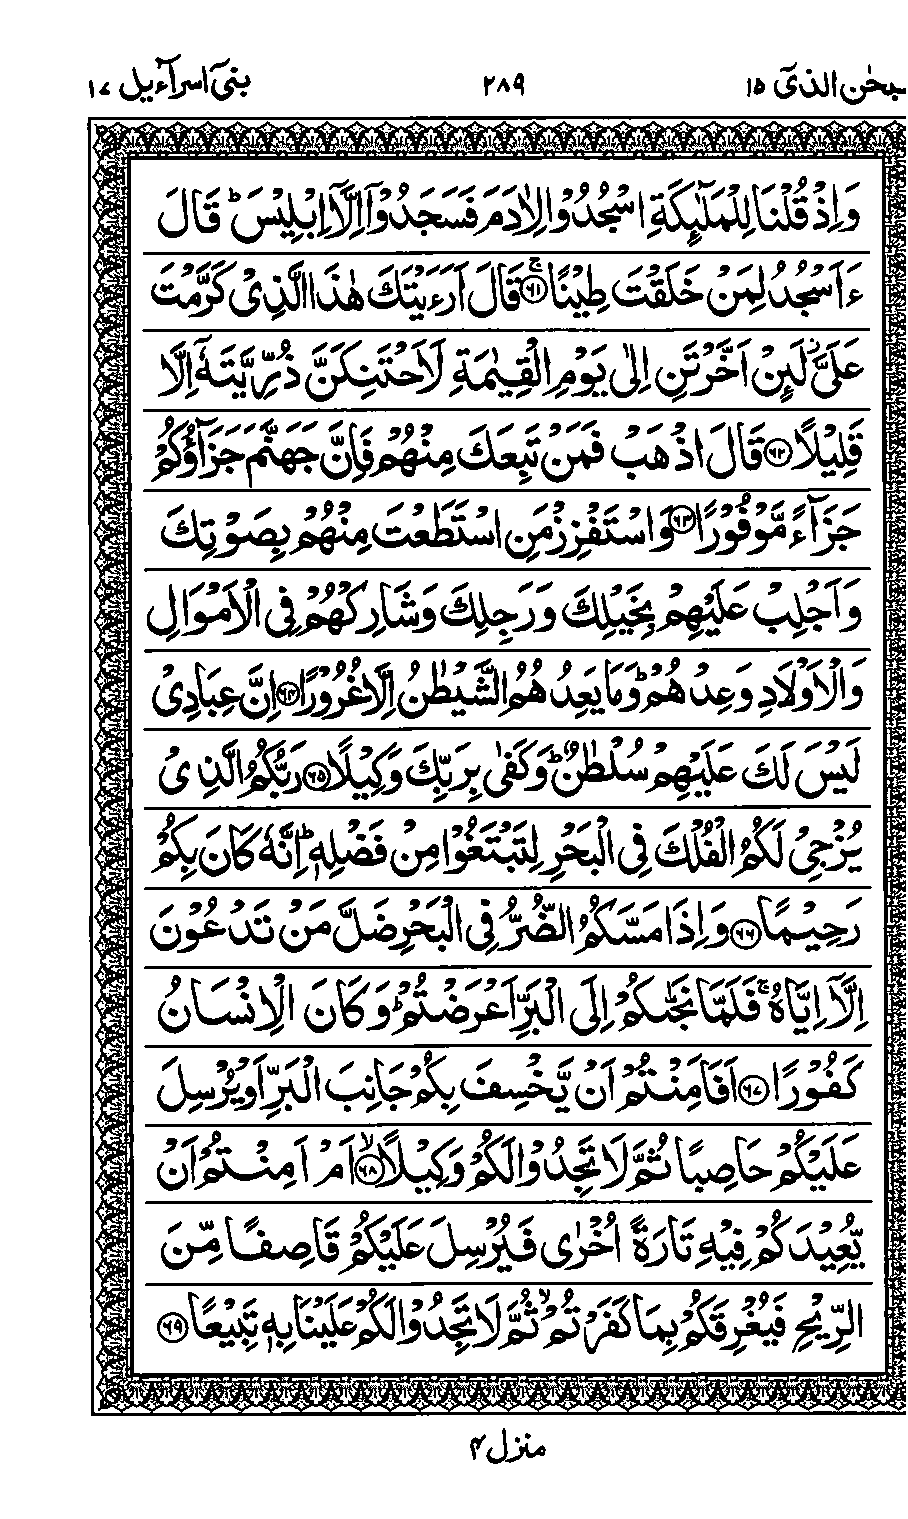 سبحٰن الذیٓ ۱۵ ۲۸۹ بنیٓ اسرآءیل ۱۷
وَاِذْ قُلْنَا لِلْمَلٰٓئِكَةِ اسْجُدُوْا لِاٰدَمَ فَسَجَدُوْۤا اِلَّاۤ اِبْلِیْسَ ؕ قَالَ
ءَاَسْجُدُ لِمَنْ خَلَقْتَ طِیْنًا ۚ﴿۶۱﴾ قَالَ اَرَءَیْتَكَ هٰذَا الَّذِیْ كَرَّمْتَ
عَلَیَّ ؗ لَىِٕنْ اَخَّرْتَنِ اِلٰى یَوْمِ الْقِیٰمَةِ لَاَحْتَنِكَنَّ ذُرِّیَّتَهٗۤ اِلَّا
قَلِیْلًا ﴿۶۲﴾ قَالَ اذْهَبْ فَمَنْ تَبِعَكَ مِنْهُمْ فَاِنَّ جَهَنَّمَ جَزَآؤُكُمْ
جَزَآءً مَّوْفُوْرًا ﴿۶۳﴾ وَاسْتَفْزِزْ مَنِ اسْتَطَعْتَ مِنْهُمْ بِصَوْتِكَ
وَاَجْلِبْ عَلَیْهِمْ بِخَیْلِكَ وَرَجِلِكَ وَشَارِكْهُمْ فِی الْاَمْوَالِ
وَالْاَوْلَادِ وَعِدْهُمْ ؕ وَمَا یَعِدُهُمُ الشَّیْطٰنُ اِلَّا غُرُوْرًا ﴿۶۴﴾ اِنَّ عِبَادِیْ
لَیْسَ لَكَ عَلَیْهِمْ سُلْطٰنٌ ؕ وَكَفٰى بِرَبِّكَ وَكِیْلًا ﴿۶۵﴾ رَبُّكُمُ الَّذِیْ
یُزْجِیْ لَكُمُ الْفُلْكَ فِی الْبَحْرِ لِتَبْتَغُوْا مِنْ فَضْلِهٖ ؕ اِنَّهٗ كَانَ بِكُمْ
رَحِیْمًا ﴿۶۶﴾ وَاِذَا مَسَّكُمُ الضُّرُّ فِی الْبَحْرِ ضَلَّ مَنْ تَدْعُوْنَ
اِلَّاۤ اِیَّاهُ ۚ فَلَمَّا نَجّٰىكُمْ اِلَى الْبَرِّ اَعْرَضْتُمْ ؕ وَكَانَ الْاِنْسَانُ
كَفُوْرًا ﴿۶۷﴾ اَفَاَمِنْتُمْ اَنْ یَّخْسِفَ بِكُمْ جَانِبَ الْبَرِّ اَوْ یُرْسِلَ
عَلَیْكُمْ حَاصِبًا ثُمَّ لَا تَجِدُوْا لَكُمْ وَكِیْلًا ۙ﴿۶۸﴾ اَمْ اَمِنْتُمْ اَنْ
یُّعِیْدَكُمْ فِیْهِ تَارَةً اُخْرٰى فَیُرْسِلَ عَلَیْكُمْ قَاصِفًا مِّنَ
الرِّیْحِ فَیُغْرِقَكُمْ بِمَا كَفَرْتُمْ ۙ ثُمَّ لَا تَجِدُوْا لَكُمْ عَلَیْنَا بِهٖ تَبِیْعًا ﴿۶۹﴾
منزل ۴